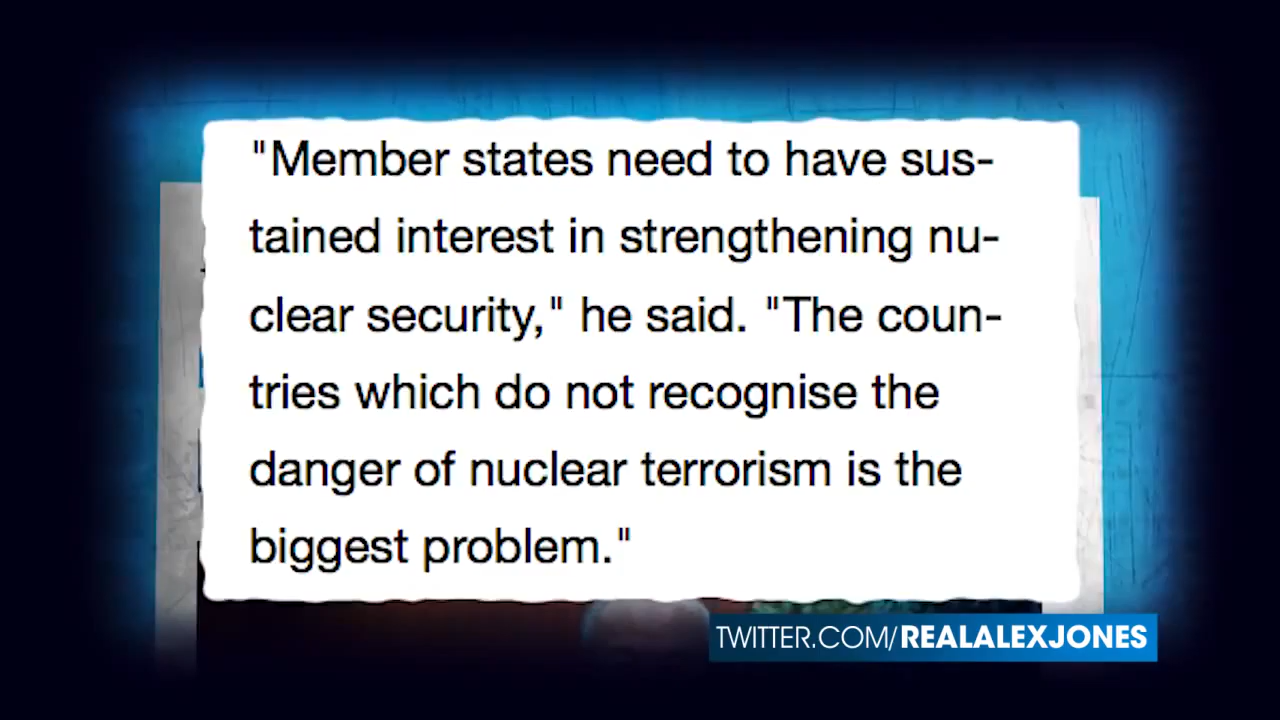 "Member states need to have sus-
tained interest in strengthening nu-
clear security," he said. "The coun-
tries which do not recognise the
danger of nuclear terrorism is the
biggest problem."
TWITTER.COM/REALALEXJONES